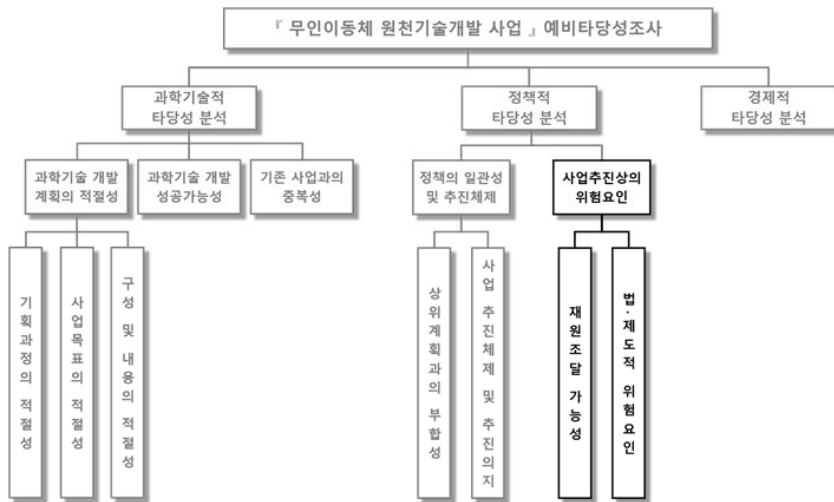 『 무인이동체 원천기술개발 사업 』 예비타당성조사
과학기술적
타당성 분석
정책적
타당성 분석
경제적
타당성 분석
과학기술 개발
계획의 적절성
과학기술 개발
성공가능성
기존 사업과의
중복성
정책의 일관성
및 추진체제
사업추진상의
위험요인
기획과정의 적절성
사업목표의 적절성
구성 및 내용의 적절성
상위계획과의 부합성
사업 추진체제 및 추진의지
재원조달 가능성
법·제도적 위험요인